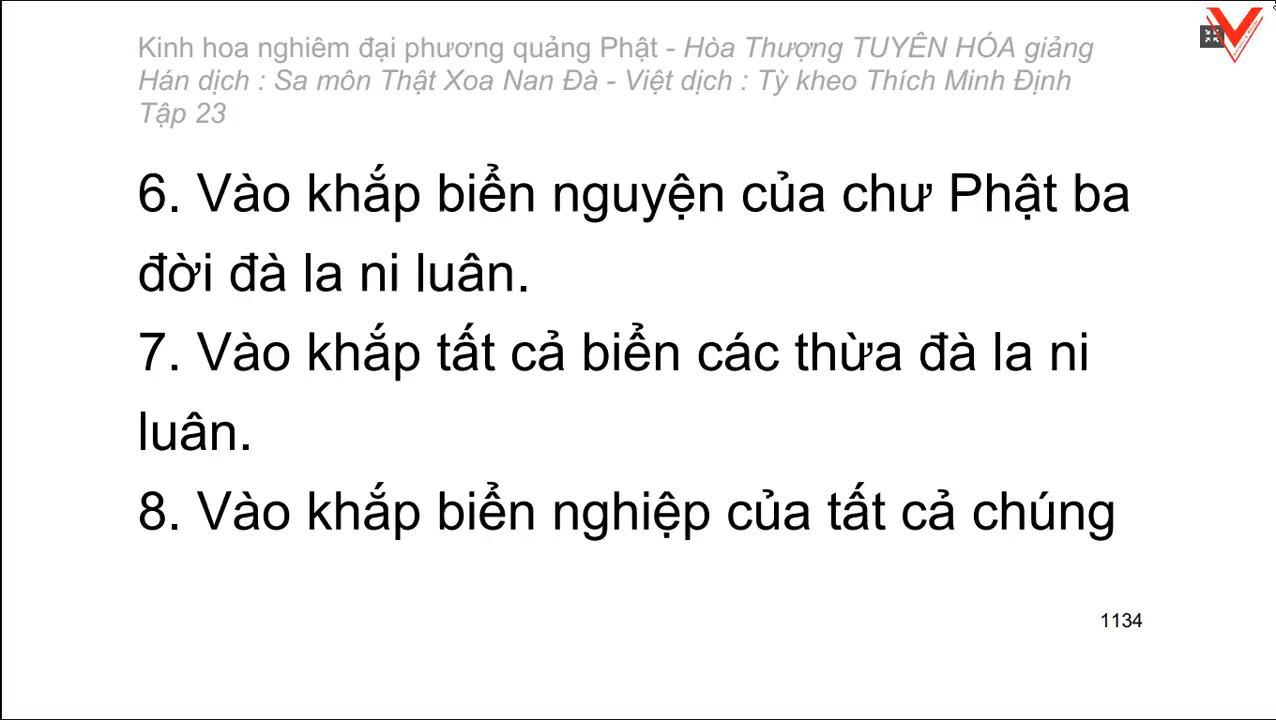 Kinh hoa nghiêm đại phương quảng Phật - Hòa Thượng TUYÊN HÓA giảng
Hán dịch : Sa môn Thật Xoa Nan Đà - Việt dịch : Tỳ kheo Thích Minh Định
Tập 23
6. Vào khắp biển nguyện của chư Phật ba
đời đà la ni luân.
7. Vào khắp tất cả biển các thừa đà la ni
luân.
8. Vào khắp biển nghiệp của tất cả chúng
1134